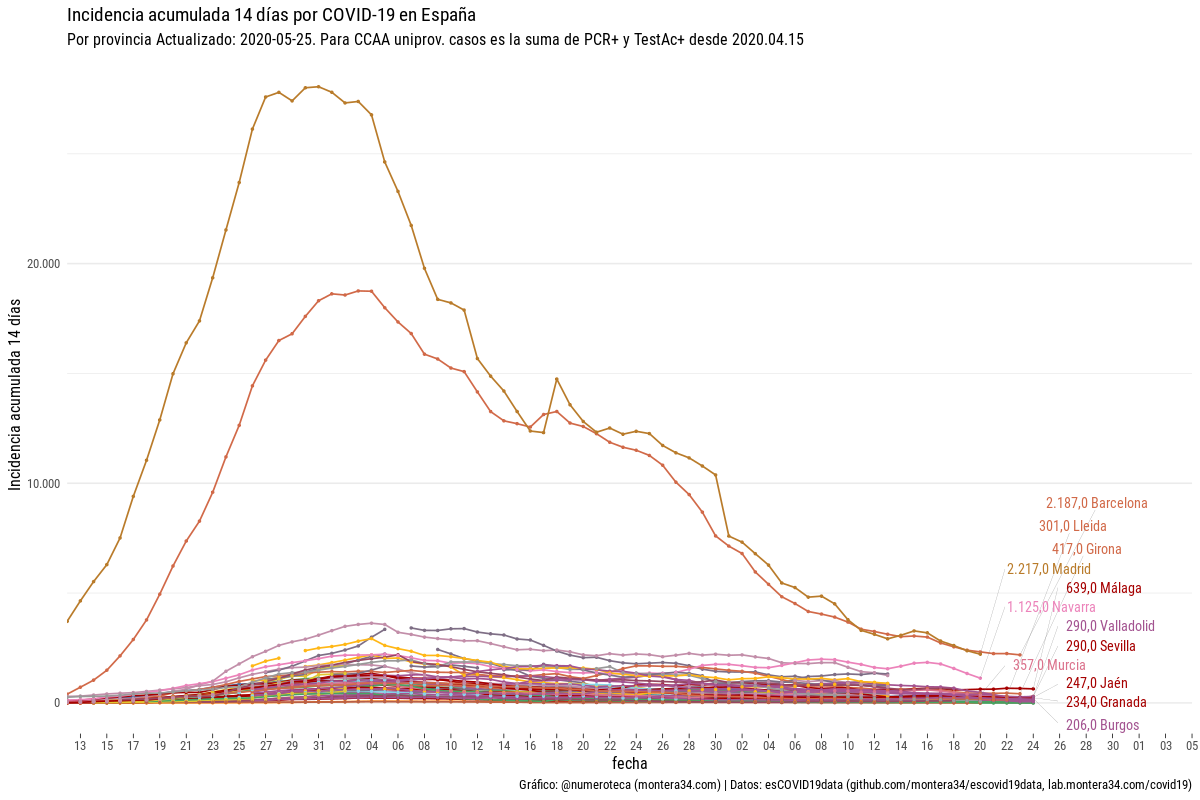 Incidencia acumulada 14 días por COVID-19 en España
Por provincia Actualizado: 2020-05-25. Para CCAA uniprov. casos es la suma de PCR+ y TestAc+ desde 2020.04.15
Incidencia acumulada 14 días
20.000
10.000
0
2.187,0 Barcelona
301,0 Lleida
417,0 Girona
2.217,0 Madrid
639,0 Málaga
1.125,0 Navarra
290,0 Valladolid
290,0 Sevilla
357,0 Murcia
247,0 Jaén
234,0 Granada
206,0 Burgos
13 15 17 19 21 23 25 27 29 31 02 04 06 08 10 12 14 16 18 20 22 24 26 28 30 02 04 06 08 10 12 14 16 18 20 22 24 26 28 30 01 03 05
fecha
Gráfico: @numeroteca (montera34.com) | Datos: esCOVID19data (github.com/montera34/escovid19data, lab.montera34.com/covid19)